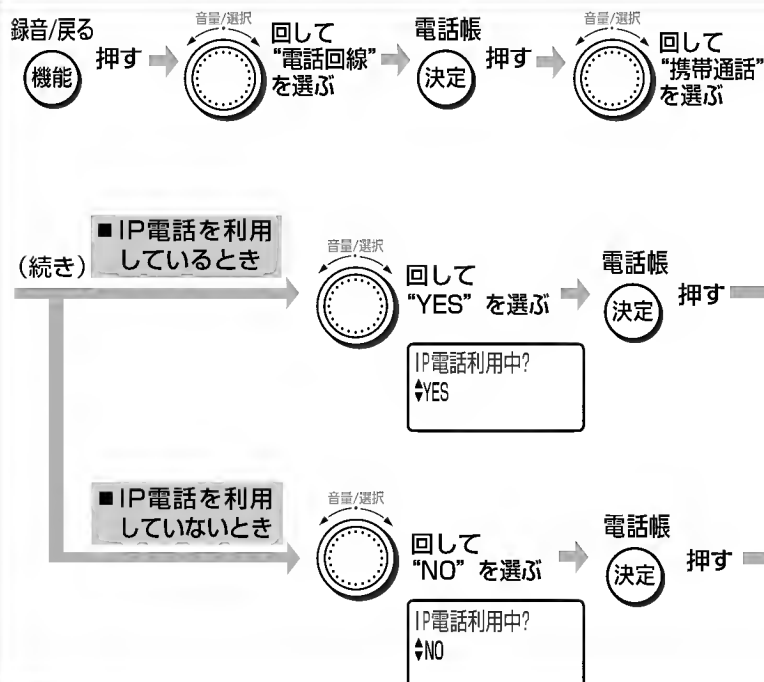 録音/戻る
機能
押す
音量/選択
回して
“電話回線”
を選ぶ
電話帳
決定
押す
音量/選択
回して
“携帯通話”
を選ぶ
(続き)
■IP電話を利用
しているとき
音量/選択
回して
“YES” を選ぶ
IP電話利用中?
YES
電話帳
決定
押す
■IP電話を利用
していないとき
音量/選択
回して
“NO” を選ぶ
IP電話利用中?
NO
電話帳
決定
押す